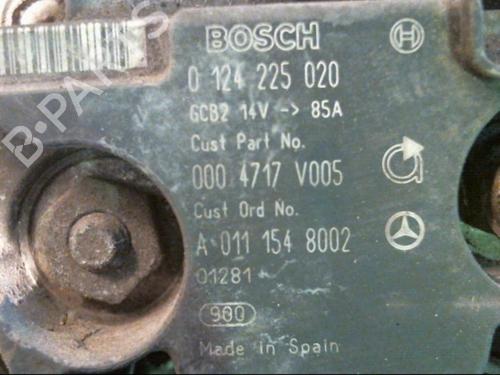 BOSCH
0 124 225 020
GCB2 14V -> 85A
Cust Part No.
000 4717 V005
Cust Ord No.
A 011 154 8002
01281
980
Made in Spain
B-PARTS